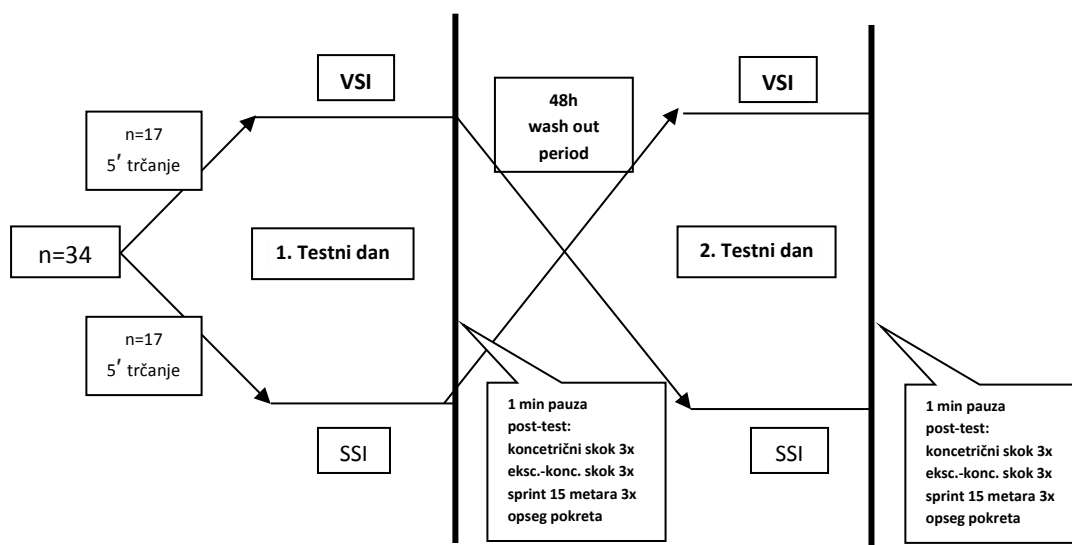 VSI
48h
wash out
period
VSI
n=17
5′ trčanje
n=34
1. Testni dan
2. Testni dan
n=17
5′ trčanje
SSI
1 min pauza
post-test:
koncetrični skok 3x
eksc.-konc. skok 3x
sprint 15 metara 3x
opseg pokreta
SSI
1 min pauza
post-test:
koncetrični skok 3x
eksc.-konc. skok 3x
sprint 15 metara 3x
opseg pokreta